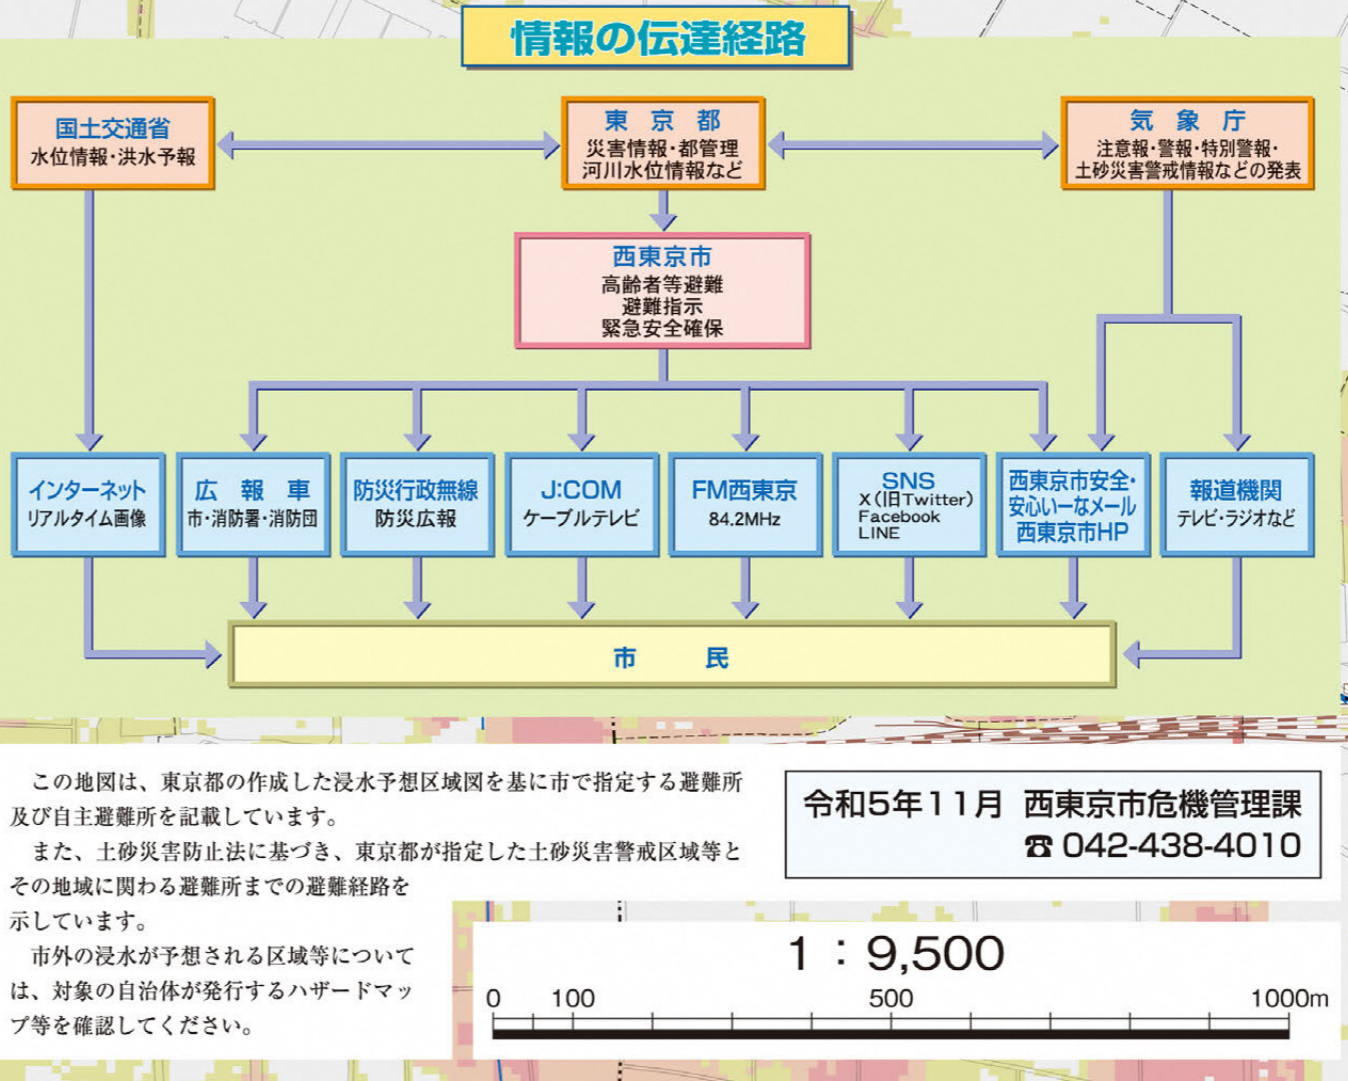 情報の伝達経路
国土交通省
水位情報・洪水予報
東京都
災害情報・都管理
河川水位情報など
気象庁
注意報・警報・特別警報・
土砂災害警戒情報などの発表
西東京市
高齢者等避難
避難指示
緊急安全確保
インターネット
リアルタイム画像
広報車
市・消防署・消防団
防災行政無線
防災広報
J:COM
ケーブルテレビ
FM西東京
84.2MHz
SNS
X(旧Twitter)
Facebook
LINE
西東京市安全・
安心いーなメール
西東京市HP
報道機関
テレビ・ラジオなど
市民
この地図は、東京都の作成した浸水予想区域図を基に市で指定する避難所
及び自主避難所を記載しています。
また、土砂災害防止法に基づき、東京都が指定した土砂災害警戒区域等と
その地域に関わる避難所までの避難経路を
示しています。
市外の浸水が予想される区域等について
は、対象の自治体が発行するハザードマッ
プ等を確認してください。
令和5年11月 西東京市危機管理課
☎ 042-438-4010
1：9,500
0 100 500 1000m